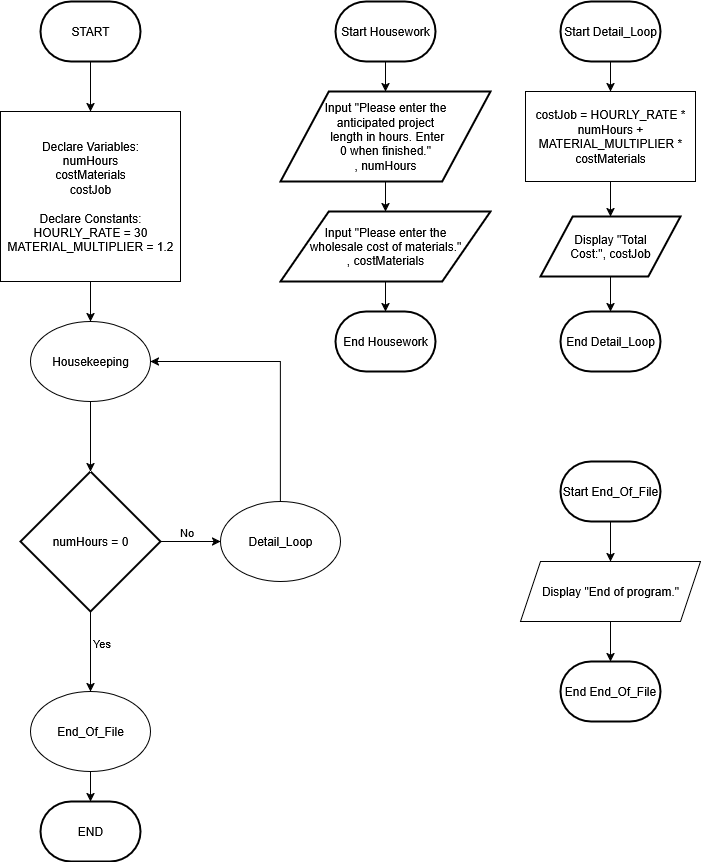 START
Declare Variables:
numHours
costMaterials
costJob
Declare Constants:
HOURLY_RATE = 30
MATERIAL_MULTIPLIER = 1.2
Housekeeping
numHours = 0
No
Detail_Loop
Yes
End_Of_File
END
Start Housework
Input "Please enter the
anticipated project
length in hours. Enter
0 when finished."
, numHours
Input "Please enter the
wholesale cost of materials."
, costMaterials
End Housework
Start Detail_Loop
costJob = HOURLY_RATE *
numHours +
MATERIAL_MULTIPLIER *
costMaterials
Display "Total
Cost:", costJob
End Detail_Loop
Start End_Of_File
Display "End of program."
End End_Of_File